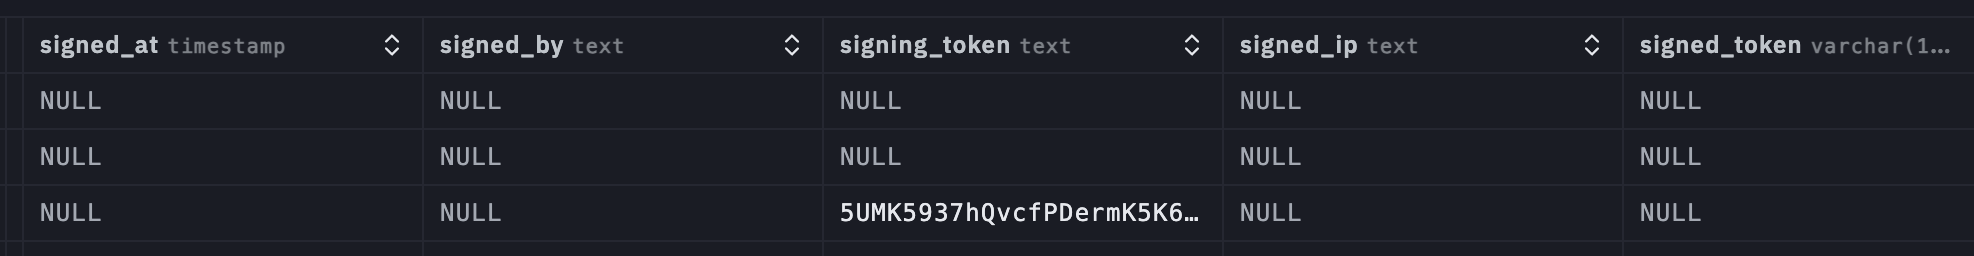 signed_at timestamp signed_by text signing_token text signed_ip text signed_token varchar(1...
NULL NULL NULL NULL NULL
NULL NULL NULL NULL NULL
NULL NULL 5UMK5937hQvcfPDermK5K6… NULL NULL